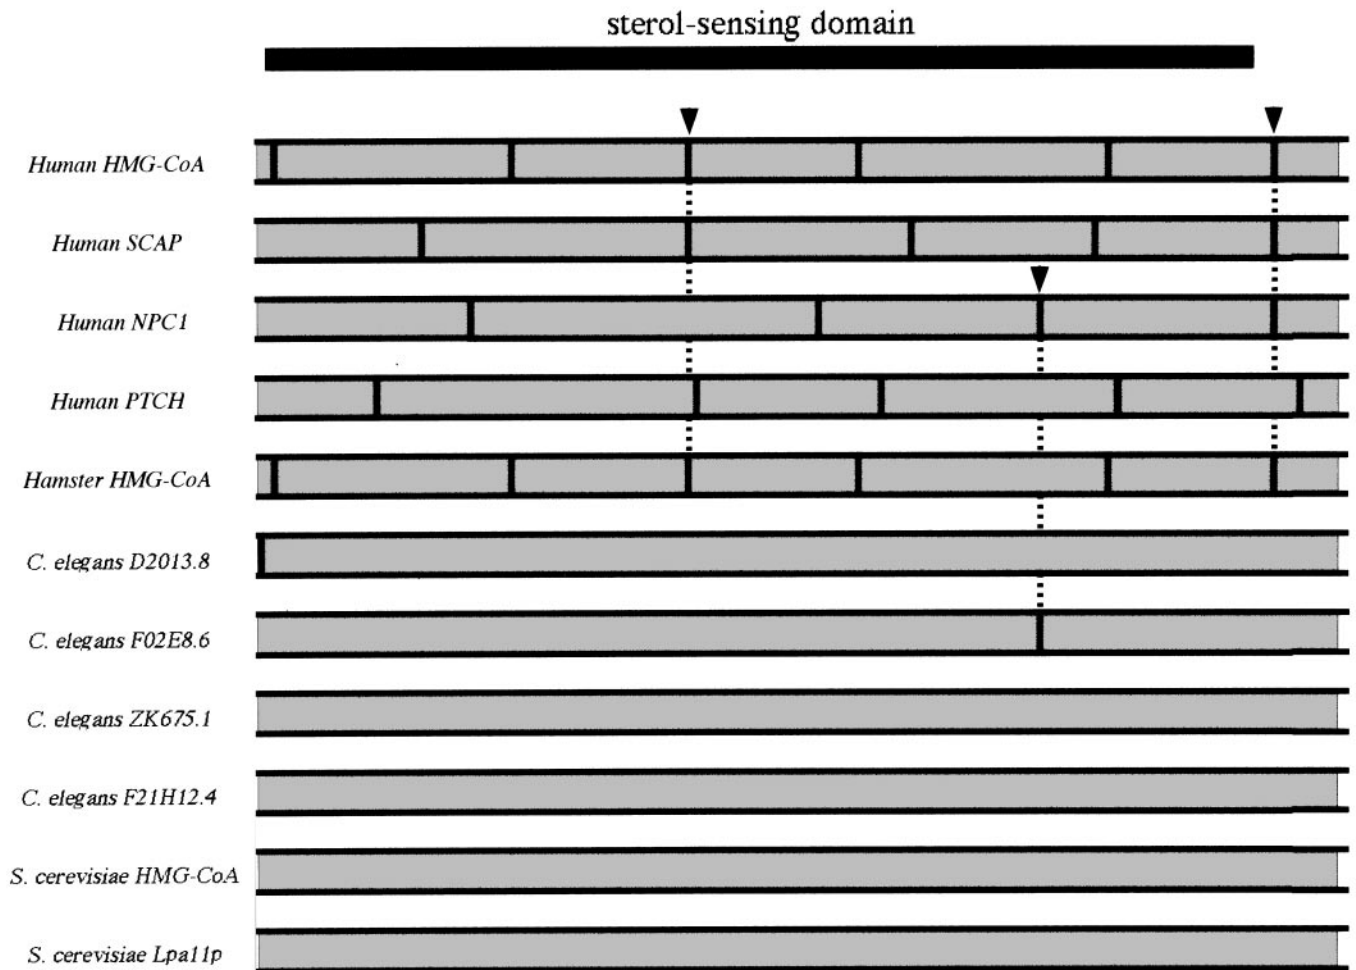 sterol-sensing domain
Human HMG-CoA
Human SCAP
Human NPC1
Human PTCH
Hamster HMG-CoA
C. elegans D2013.8
C. elegans F02E8.6
C. elegans ZK675.1
C. elegans F21H12.4
S. cerevisiae HMG-CoA
S. cerevisiae Lpa11p